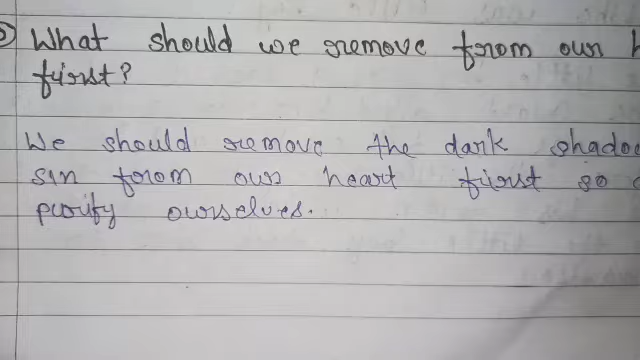 What should we remove from our
first?
We should remove the dark
sin from our heart first so
purify ourselves.